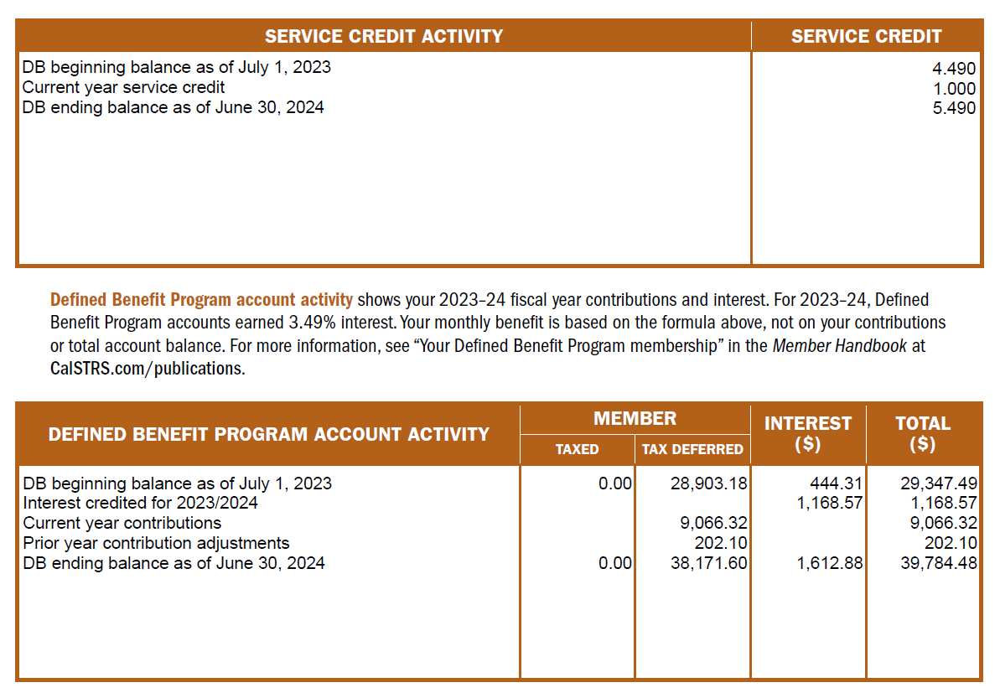 SERVICE CREDIT ACTIVITY SERVICE CREDIT
DB beginning balance as of July 1, 2023 4.490
Current year service credit 1.000
DB ending balance as of June 30, 2024 5.490
Defined Benefit Program account activity shows your 2023–24 fiscal year contributions and interest. For 2023–24, Defined
Benefit Program accounts earned 3.49% interest. Your monthly benefit is based on the formula above, not on your contributions
or total account balance. For more information, see “Your Defined Benefit Program membership” in the Member Handbook at
CalSTRS.com/publications.
DEFINED BENEFIT PROGRAM ACCOUNT ACTIVITY MEMBER INTEREST ($) TOTAL ($)
TAXED TAX DEFERRED
DB beginning balance as of July 1, 2023 0.00 28,903.18 444.31 29,347.49
Interest credited for 2023/2024 1,168.57 1,168.57
Current year contributions 9,066.32 9,066.32
Prior year contribution adjustments 202.10 202.10
DB ending balance as of June 30, 2024 0.00 38,171.60 1,612.88 39,784.48